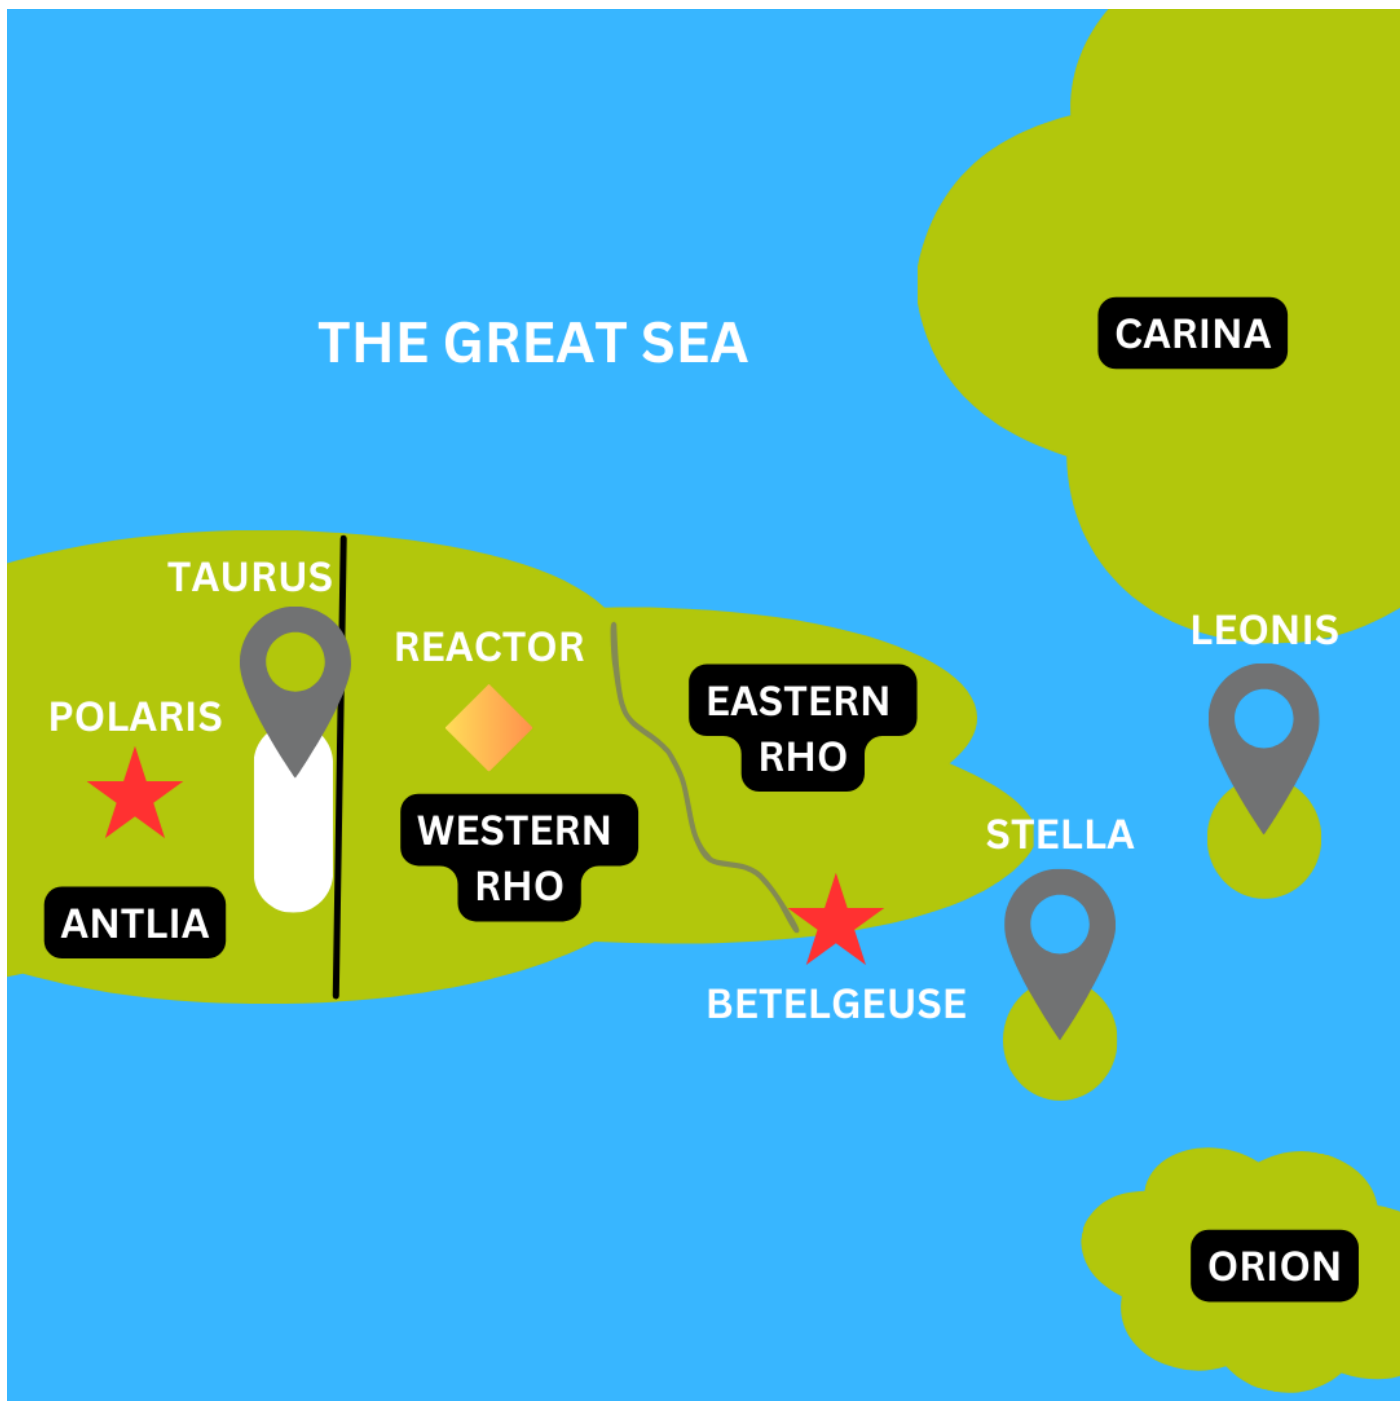 CARINA
THE GREAT SEA
TAURUS
LEONIS
REACTOR
POLARIS
EASTERN
RHO
WESTERN
RHO
STELLA
ANTLIA
BETELGEUSE
ORION